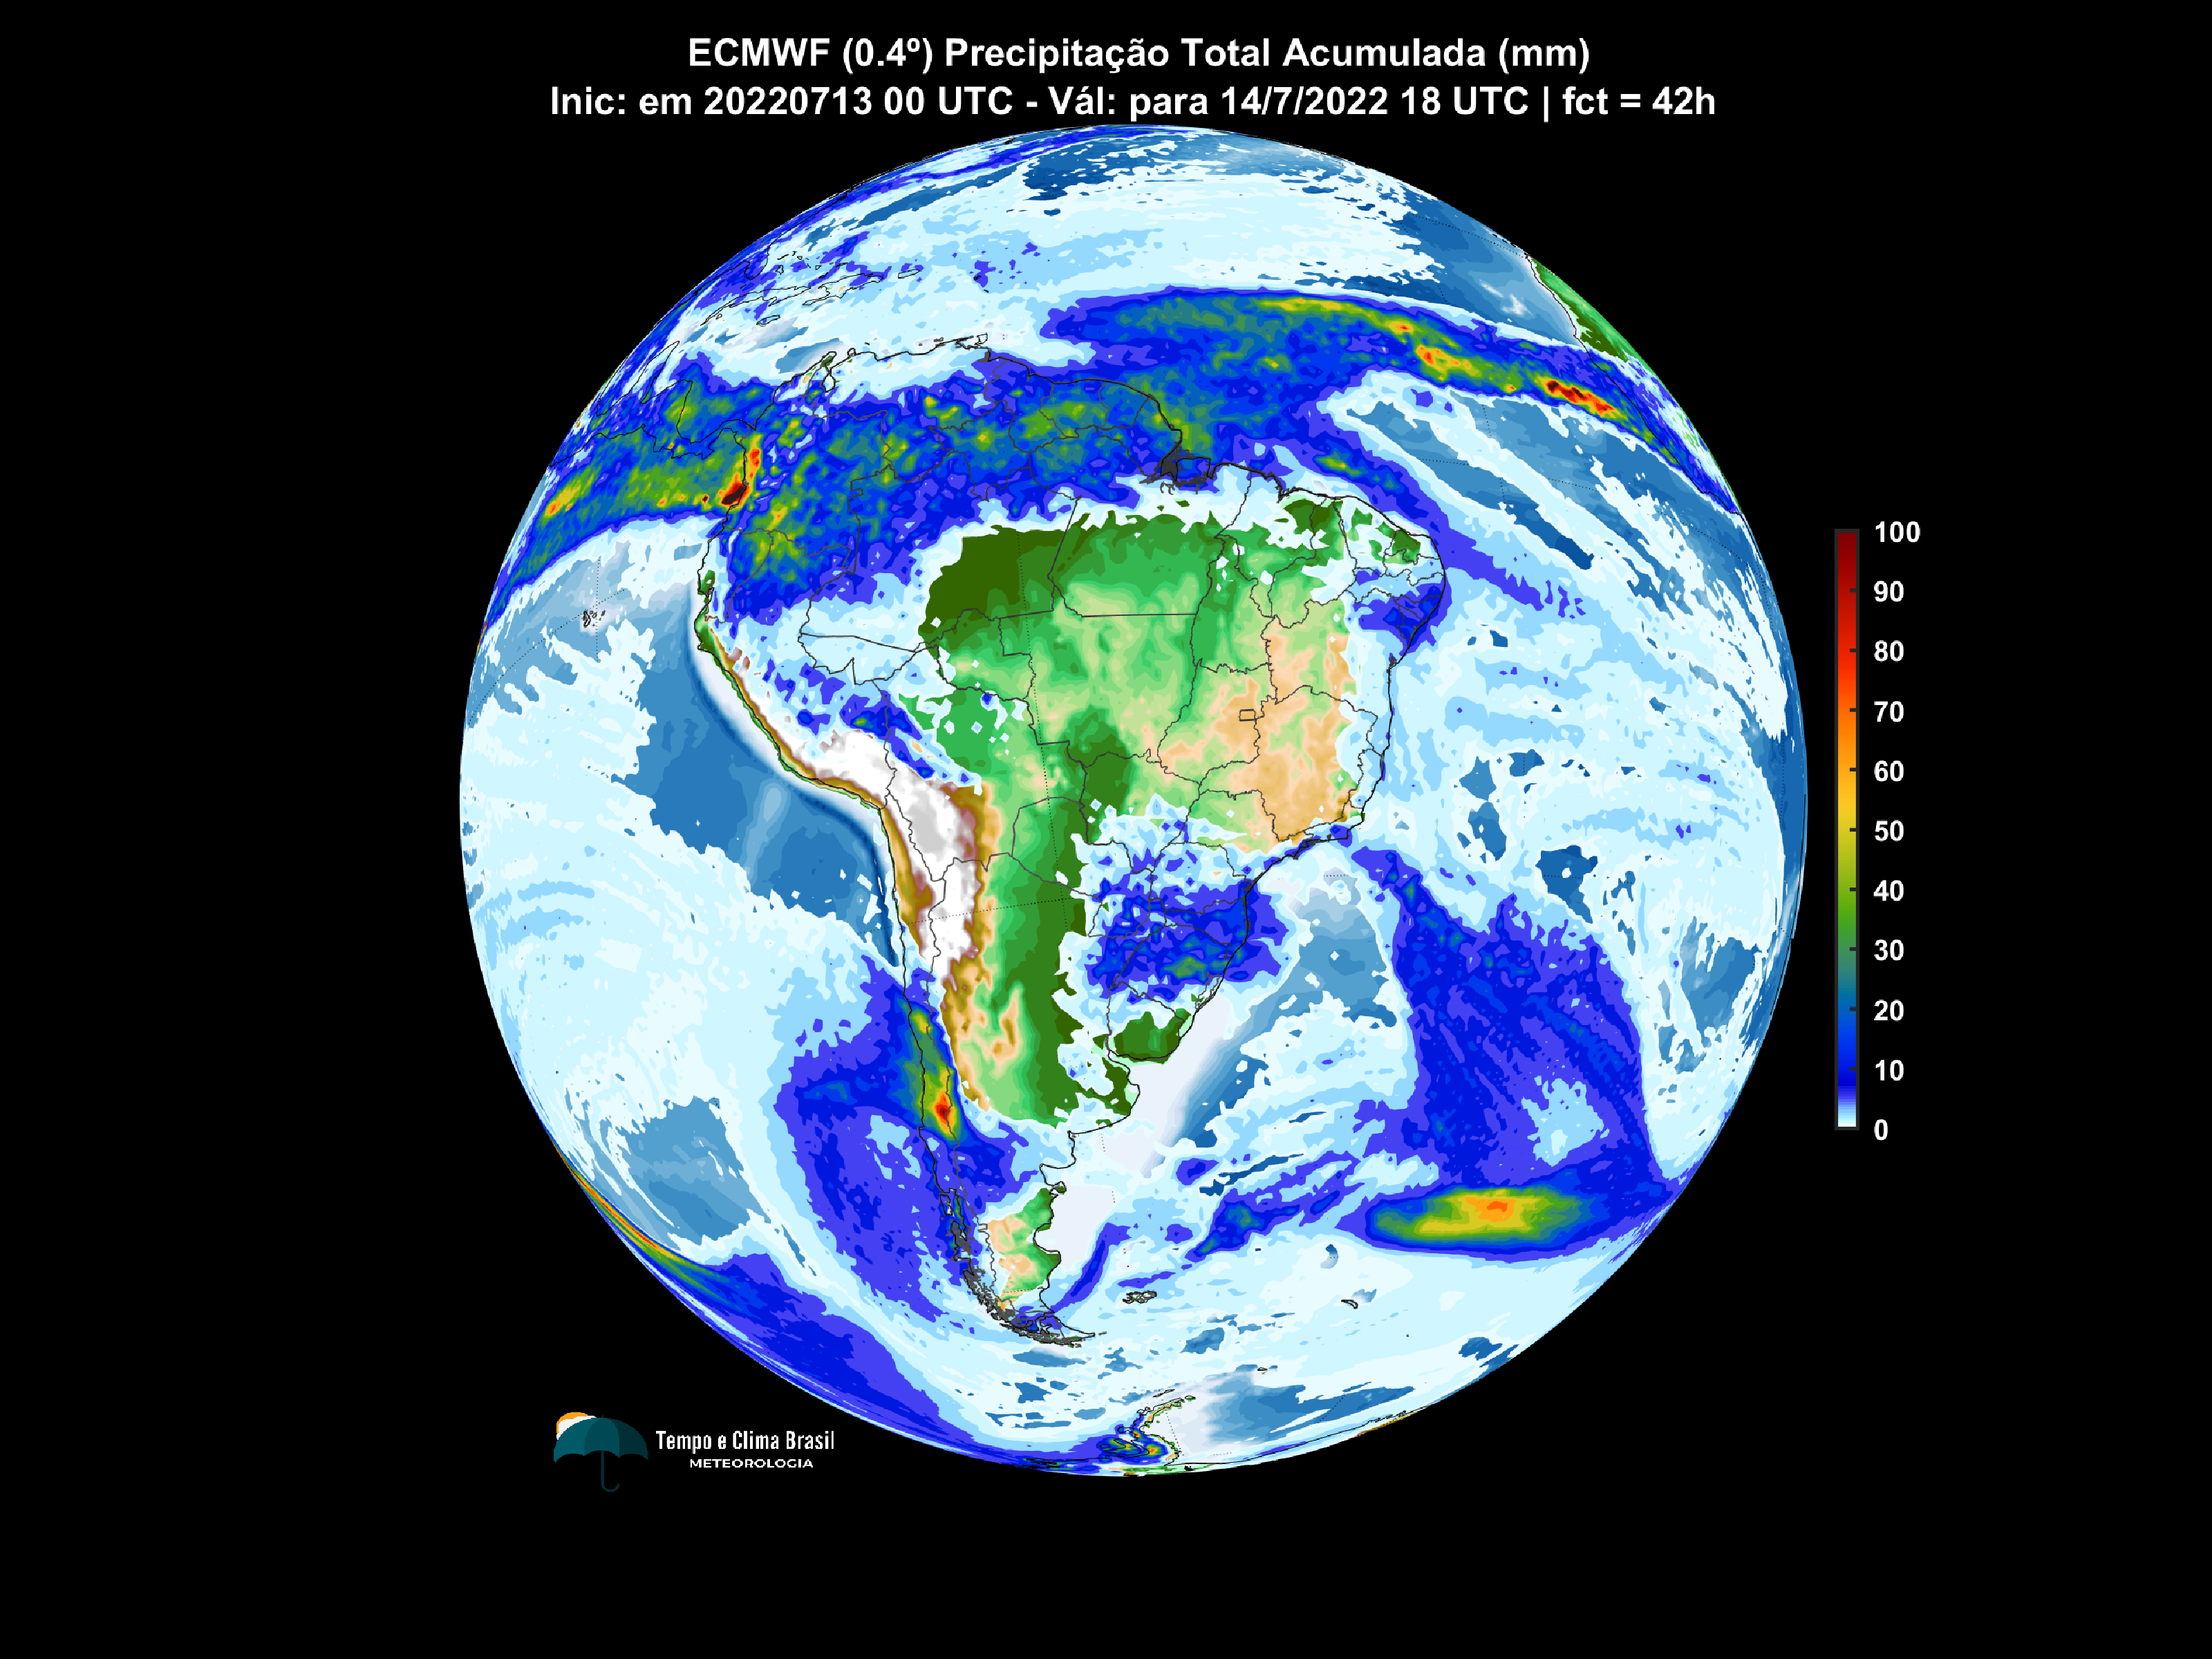 ECMWF (0.4º) Precipitação Total Acumulada (mm)
Inic: em 20220713 00 UTC - Vál: para 14/7/2022 18 UTC | fct = 42h
100
90
80
70
60
50
40
30
20
10
0
Tempo e Clima Brasil
METEOROLOGIA